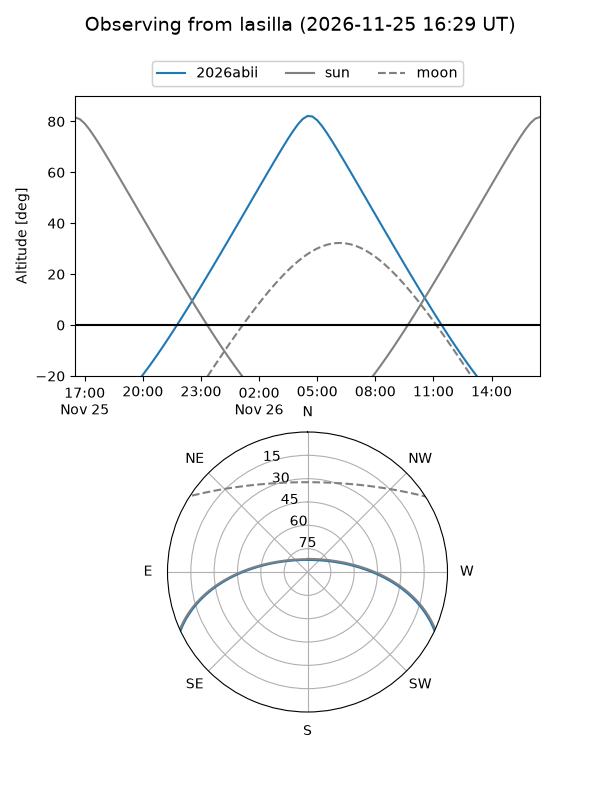 Observing from lasilla (2026-11-25 16:29 UT)
2026abii sun moon
Altitude [deg]
80
60
40
20
0
−20
17:00 20:00 23:00 02:00 05:00 08:00 11:00 14:00
Nov 25 Nov 26
N
NE NW
15
30
45
60
75
E W
SE SW
S